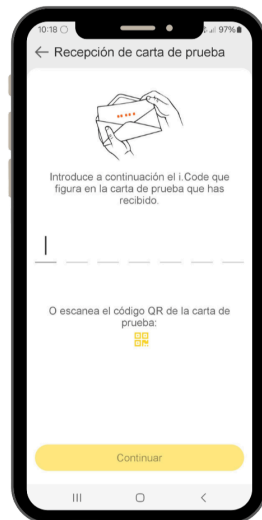 10:18
97%
Recepción de carta de prueba
Introduce a continuación el i.Code que
figura en la carta de prueba que has
recibido.
O escanea el código QR de la carta de
prueba:
Continuar